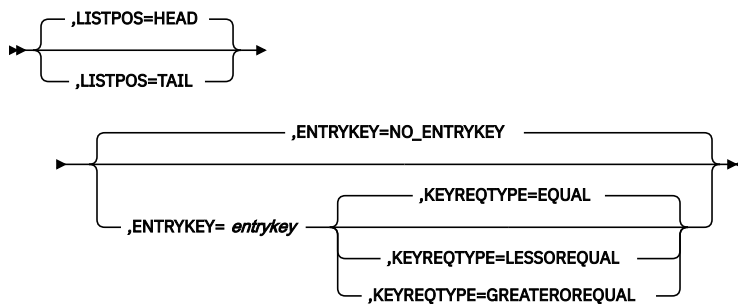 ,LISTPOS=HEAD
,LISTPOS=TAIL
,ENTRYKEY=NO_ENTRYKEY
,KEYREQTYPE=EQUAL
,ENTRYKEY= entrykey
,KEYREQTYPE=LESSOREQUAL
,KEYREQTYPE=GREATEROREQUAL